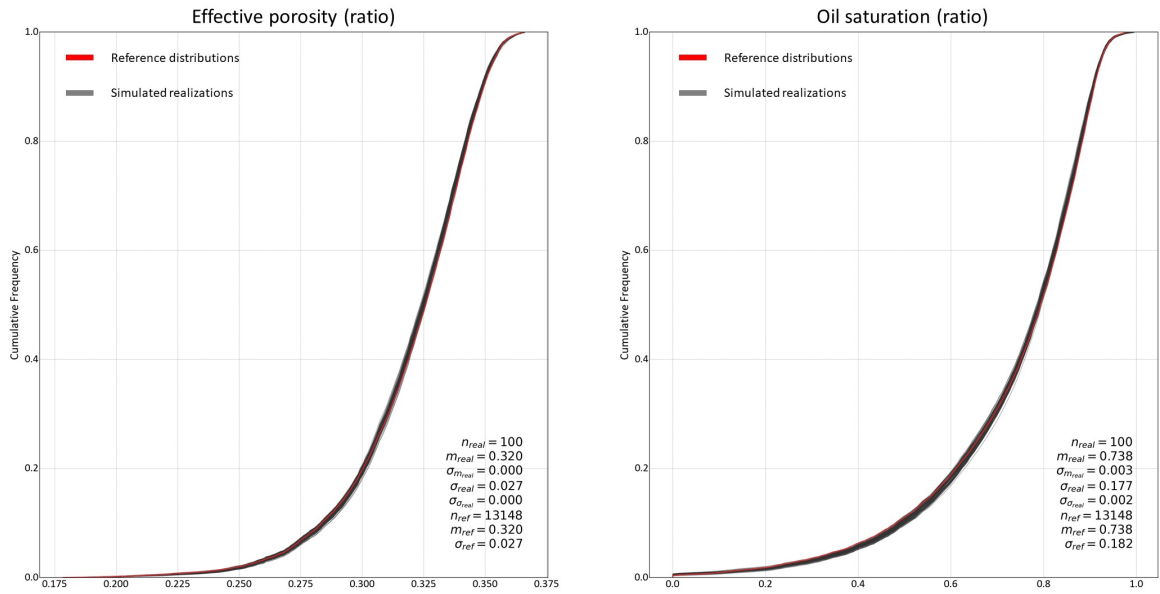 Effective porosity (ratio)
Reference distributions
Simulated realizations
Cumulative Frequency
1.0
0.8
0.6
0.4
0.2
0.0
n_real = 100
m_real = 0.320
σ_m_real = 0.000
σ_real = 0.027
σ_σ_real = 0.000
n_ref = 13148
m_ref = 0.320
σ_ref = 0.027
0.175 0.200 0.225 0.250 0.275 0.300 0.325 0.350 0.375
Oil saturation (ratio)
Reference distributions
Simulated realizations
Cumulative Frequency
1.0
0.8
0.6
0.4
0.2
0.0
n_real = 100
m_real = 0.738
σ_m_real = 0.003
σ_real = 0.177
σ_σ_real = 0.002
n_ref = 13148
m_ref = 0.738
σ_ref = 0.182
0.0 0.2 0.4 0.6 0.8 1.0